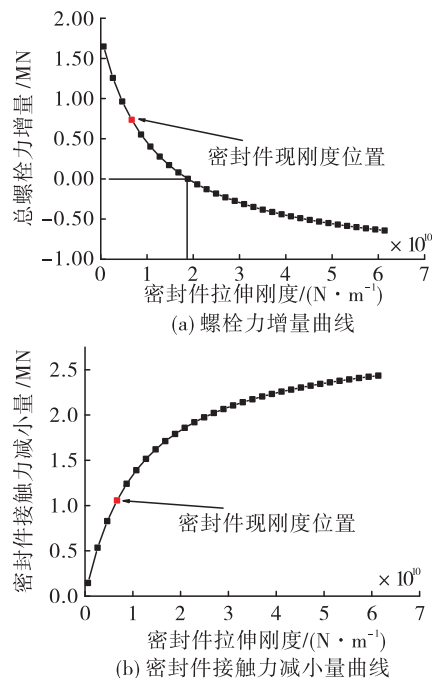 2.00
1.50
1.00
0.50
0.00
-0.50
-1.00
总螺栓力增量/MN
密封件现刚度位置
× 10¹⁰
0 1 2 3 4 5 6 7
密封件拉伸刚度/(N·m⁻¹)
(a) 螺栓力增量曲线
2.5
2.0
1.5
1.0
0.5
0.0
密封件接触力减小量/MN
密封件现刚度位置
× 10¹⁰
0 1 2 3 4 5 6 7
密封件拉伸刚度/(N·m⁻¹)
(b) 密封件接触力减小量曲线